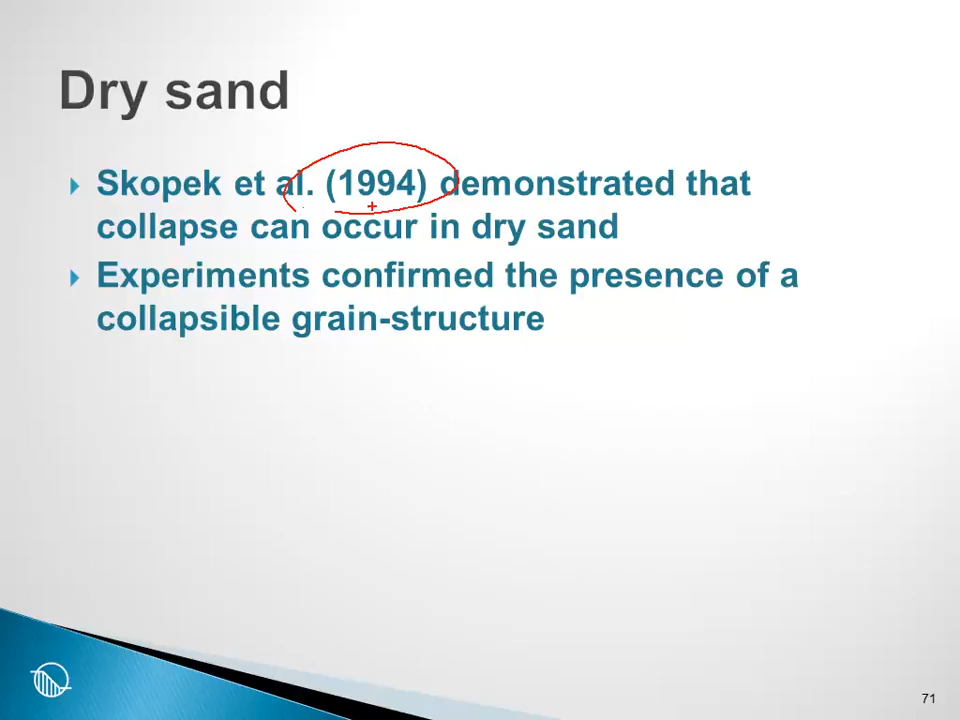 Dry sand
Skopek et al. (1994) demonstrated that
collapse can occur in dry sand
Experiments confirmed the presence of a
collapsible grain-structure
71